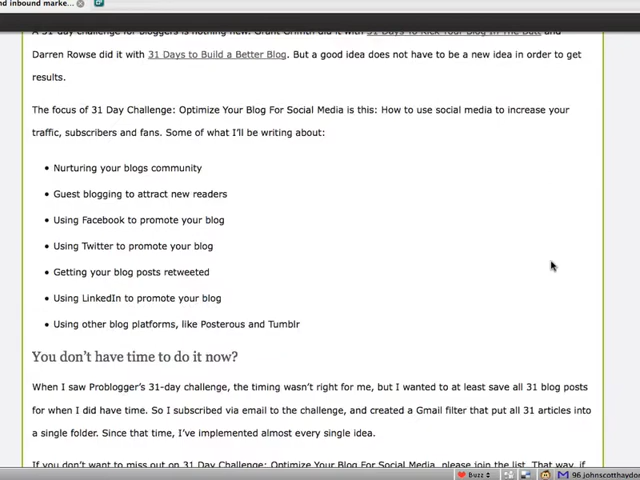 nd inbound marke...
A 31 day challenge for bloggers is nothing new. Grant Griffith did it with 31 Days To Kick Your Blog In The Butt and
Darren Rowse did it with 31 Days to Build a Better Blog. But a good idea does not have to be a new idea in order to get
results.
The focus of 31 Day Challenge: Optimize Your Blog For Social Media is this: How to use social media to increase your
traffic, subscribers and fans. Some of what I'll be writing about:
• Nurturing your blogs community
• Guest blogging to attract new readers
• Using Facebook to promote your blog
• Using Twitter to promote your blog
• Getting your blog posts retweeted
• Using LinkedIn to promote your blog
• Using other blog platforms, like Posterous and Tumblr
You don't have time to do it now?
When I saw Problogger's 31-day challenge, the timing wasn't right for me, but I wanted to at least save all 31 blog posts
for when I did have time. So I subscribed via email to the challenge, and created a Gmail filter that put all 31 articles into
a single folder. Since that time, I've implemented almost every single idea.
If you don't want to miss out on 31 Day Challenge: Optimize Your Blog For Social Media, please join the list. That way, if
Buzz
96 johnscotthaydon